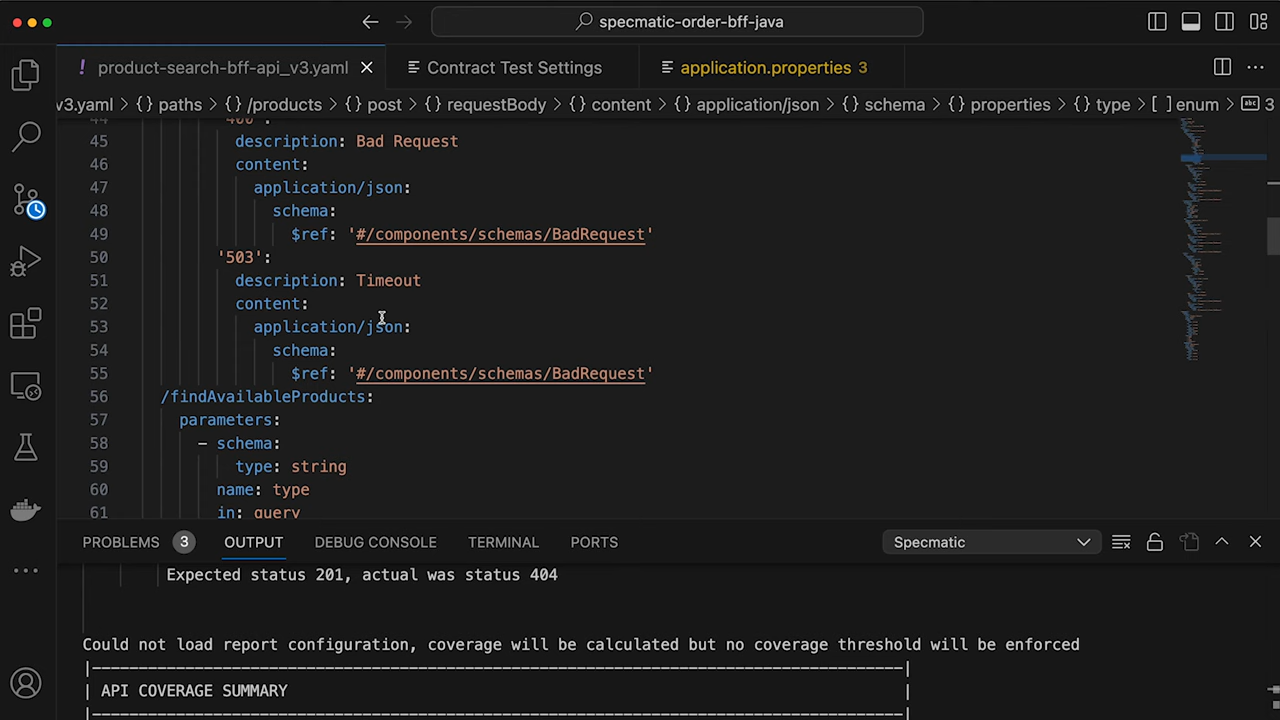 specmatic-order-bff-java
! product-search-bff-api_v3.yaml
Contract Test Settings
application.properties 3
v3.yaml > {} paths > {} /products > {} post > {} requestBody > {} content > {} application/json > {} schema > {} properties > {} type > [ ] enum > abc 3
44 '400':
45 description: Bad Request
46 content:
47 application/json:
48 schema:
49 $ref: '#/components/schemas/BadRequest'
50 '503':
51 description: Timeout
52 content:
53 application/json:
54 schema:
55 $ref: '#/components/schemas/BadRequest'
56 /findAvailableProducts:
57 parameters:
58 - schema:
59 type: string
60 name: type
61 in: query
PROBLEMS 3 OUTPUT DEBUG CONSOLE TERMINAL PORTS Specmatic
Expected status 201, actual was status 404
Could not load report configuration, coverage will be calculated but no coverage threshold will be enforced
|---------------------------------------------------------------------------------------|
| API COVERAGE SUMMARY |
|---------------------------------------------------------------------------------------|